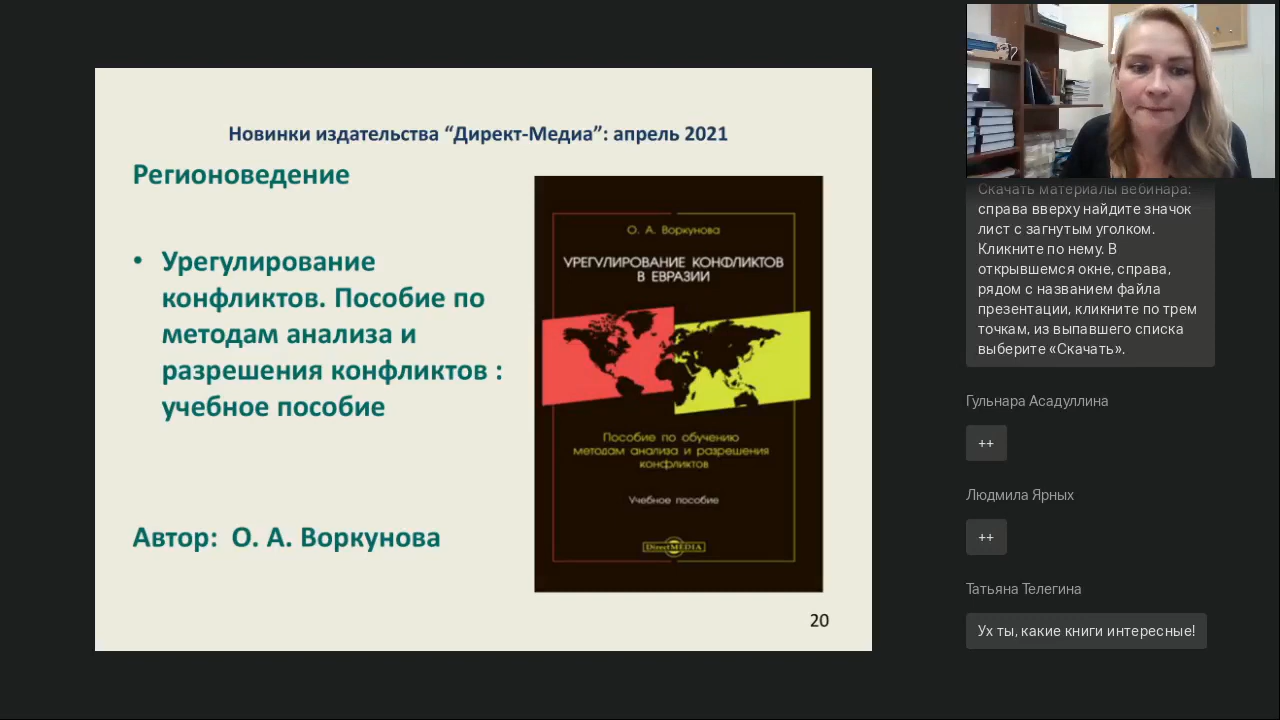 Новинки издательства “Директ-Медиа”: апрель 2021
Регионоведение
• Урегулирование
конфликтов. Пособие по
методам анализа и
разрешения конфликтов :
учебное пособие
Автор: О. А. Воркунова
О. А. Воркунова
УРЕГУЛИРОВАНИЕ КОНФЛИКТОВ
В ЕВРАЗИИ
Пособие по обучению
методам анализа и разрешения
конфликтов
Учебное пособие
DirectMEDIA
20
Скачать материалы вебинара:
справа вверху найдите значок
лист с загнутым уголком.
Кликните по нему. В
открывшемся окне, справа,
рядом с названием файла
презентации, кликните по трем
точкам, из выпавшего списка
выберите «Скачать».
Гульнара Асадуллина
++
Людмила Ярных
++
Татьяна Телегина
Ух ты, какие книги интересные!